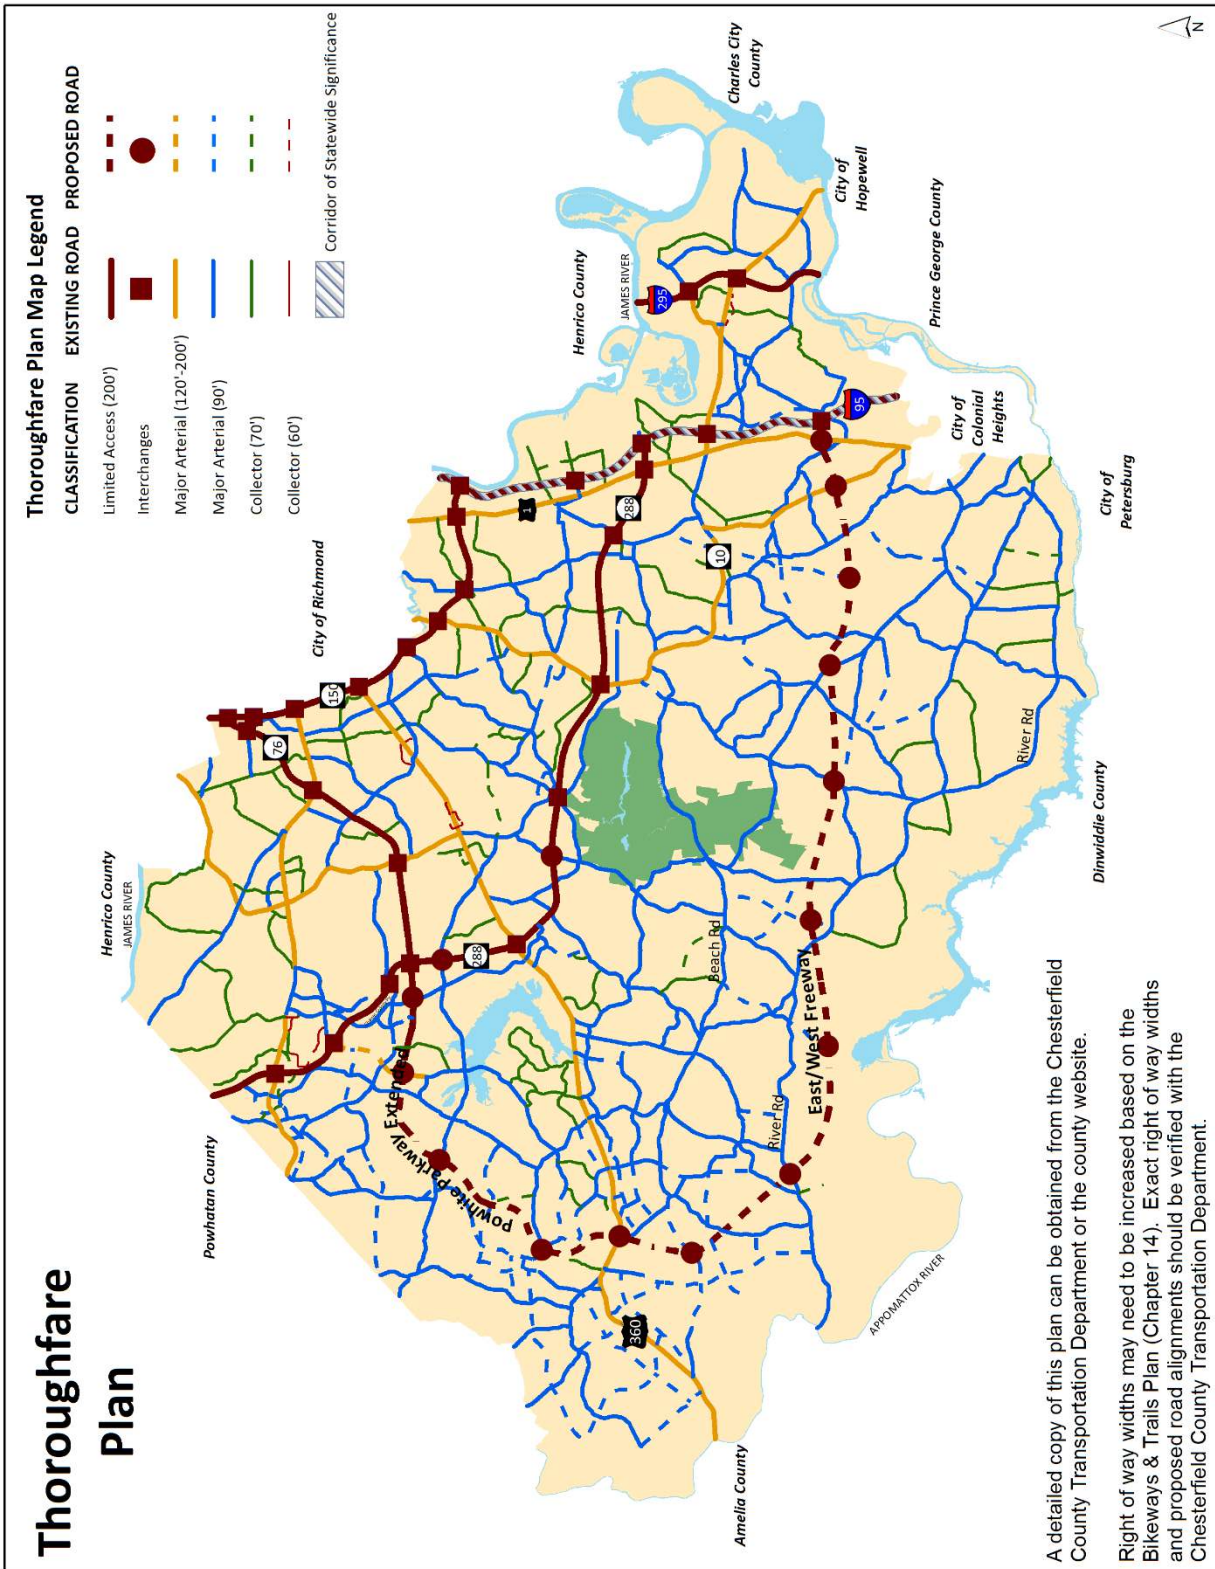 Thoroughfare
Plan
Thoroughfare Plan Map Legend
CLASSIFICATION EXISTING ROAD PROPOSED ROAD
Limited Access (200')
Interchanges
Major Arterial (120'-200')
Major Arterial (90')
Collector (70')
Collector (60')
Corridor of Statewide Significance
N
Powhatan County
Henrico County
JAMES RIVER
City of Richmond
Henrico County
JAMES RIVER
Charles City
County
City of
Hopewell
Prince George County
City of
Colonial
Heights
City of
Petersburg
Dinwiddie County
Amelia County
APPOMATTOX RIVER
76
150
288
288
1
10
95
295
360
Powhite Parkway Extended
East/West Freeway
Beach Rd
River Rd
River Rd
A detailed copy of this plan can be obtained from the Chesterfield
County Transportation Department or the county website.
Right of way widths may need to be increased based on the
Bikeways & Trails Plan (Chapter 14). Exact right of way widths
and proposed road alignments should be verified with the
Chesterfield County Transportation Department.